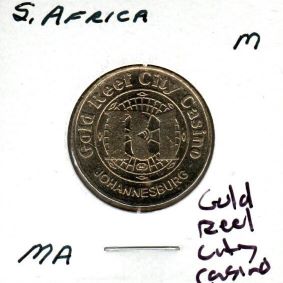 S. AFRICA
M
Gold Reef City Casino
JOHANNESBURG
MA
Gold
Reef
City
Casino